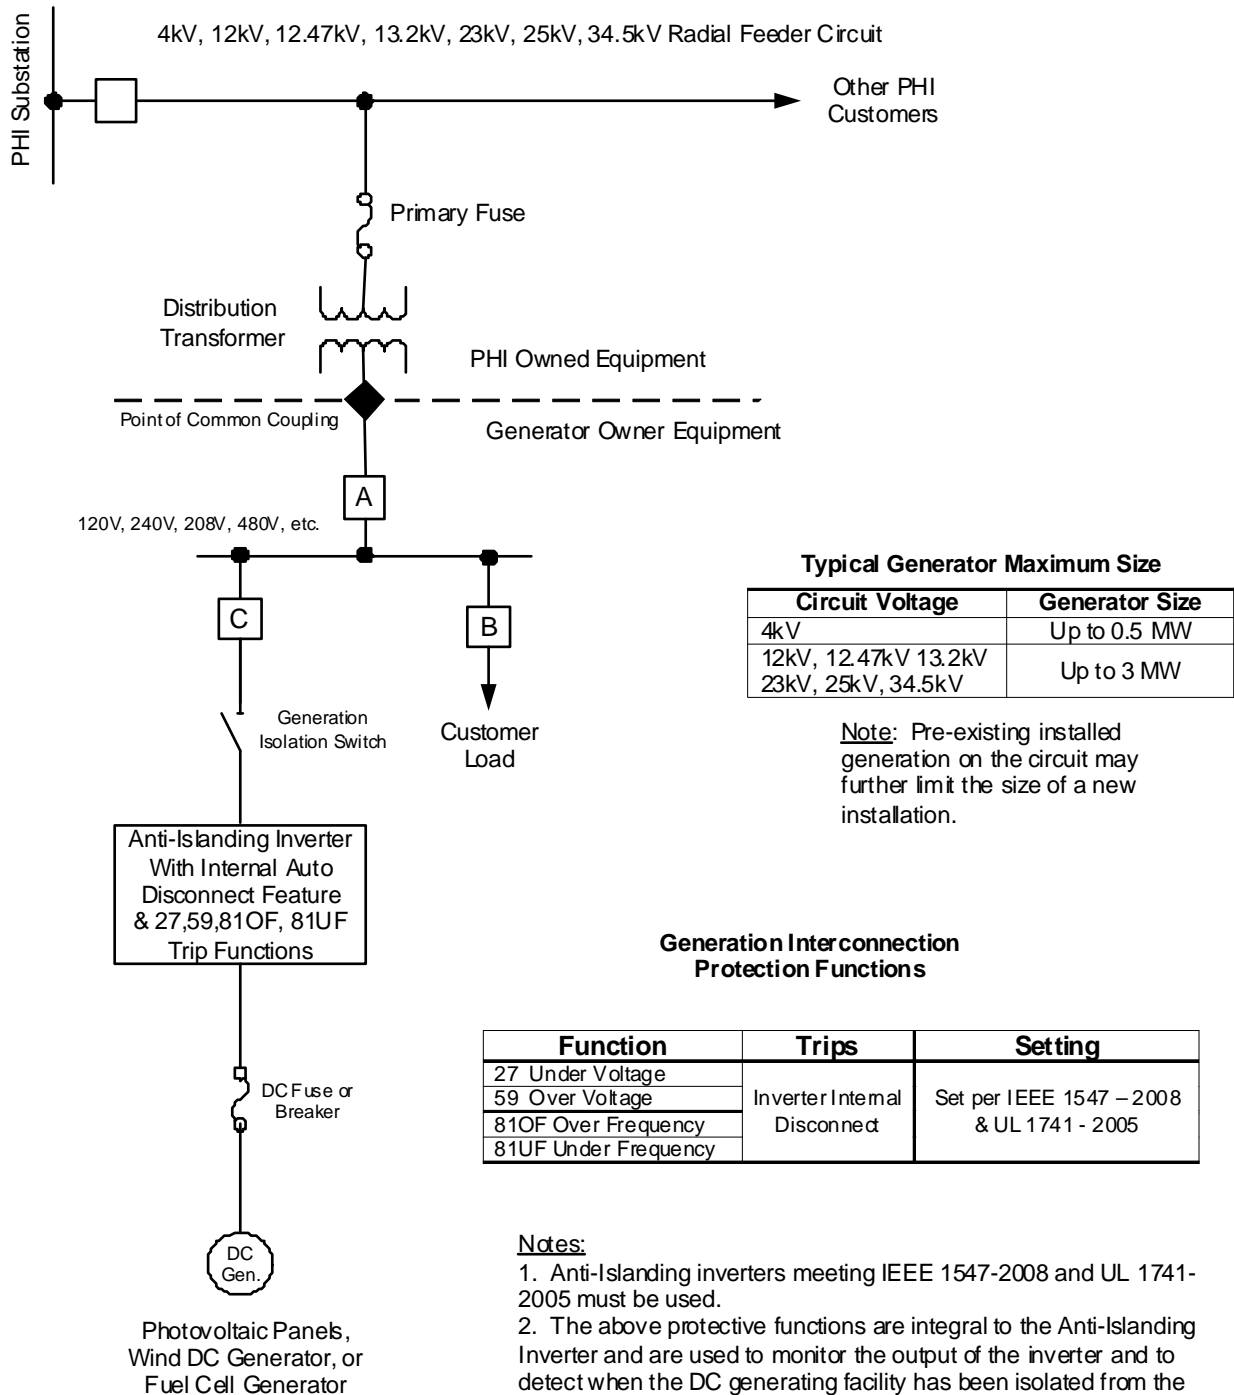 4kV, 12kV, 12.47kV, 13.2kV, 23kV, 25kV, 34.5kV Radial Feeder Circuit
PHI Substation
Other PHI
Customers
Primary Fuse
Distribution
Transformer
PHI Owned Equipment
Point of Common Coupling
Generator Owner Equipment
A
120V, 240V, 208V, 480V, etc.
C
B
Generation
Isolation Switch
Customer
Load
Typical Generator Maximum Size
Circuit Voltage Generator Size
4kV Up to 0.5 MW
12kV, 12.47kV 13.2kV
23kV, 25kV, 34.5kV
Up to 3 MW
Note: Pre-existing installed
generation on the circuit may
further limit the size of a new
installation.
Anti-Islanding Inverter
With Internal Auto
Disconnect Feature
& 27,59,81OF, 81UF
Trip Functions
Generation Interconnection
Protection Functions
Function Trips Setting
27 Under Voltage
59 Over Voltage
81OF Over Frequency
81UF Under Frequency
Inverter Internal
Disconnect
Set per IEEE 1547 – 2008
& UL 1741 - 2005
DC Fuse or
Breaker
DC
Gen.
Photovoltaic Panels,
Wind DC Generator, or
Fuel Cell Generator
Notes:
1. Anti-Islanding inverters meeting IEEE 1547-2008 and UL 1741-
2005 must be used.
2. The above protective functions are integral to the Anti-Islanding
Inverter and are used to monitor the output of the inverter and to
detect when the DC generating facility has been isolated from the